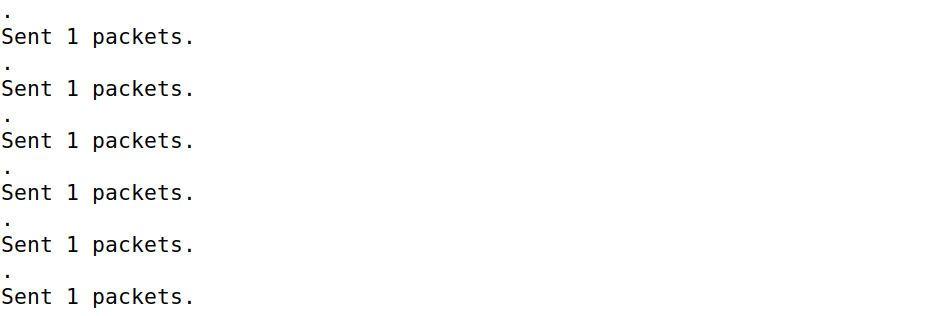 .
Sent 1 packets.
.
Sent 1 packets.
.
Sent 1 packets.
.
Sent 1 packets.
.
Sent 1 packets.
.
Sent 1 packets.